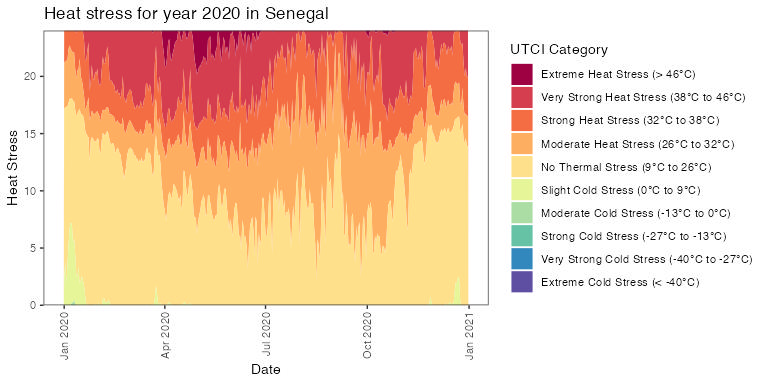 Heat stress for year 2020 in Senegal
Heat Stress
20
15
10
5
0
Jan 2020
Apr 2020
Jul 2020
Oct 2020
Jan 2021
Date
UTCI Category
Extreme Heat Stress (> 46°C)
Very Strong Heat Stress (38°C to 46°C)
Strong Heat Stress (32°C to 38°C)
Moderate Heat Stress (26°C to 32°C)
No Thermal Stress (9°C to 26°C)
Slight Cold Stress (0°C to 9°C)
Moderate Cold Stress (-13°C to 0°C)
Strong Cold Stress (-27°C to -13°C)
Very Strong Cold Stress (-40°C to -27°C)
Extreme Cold Stress (< -40°C)